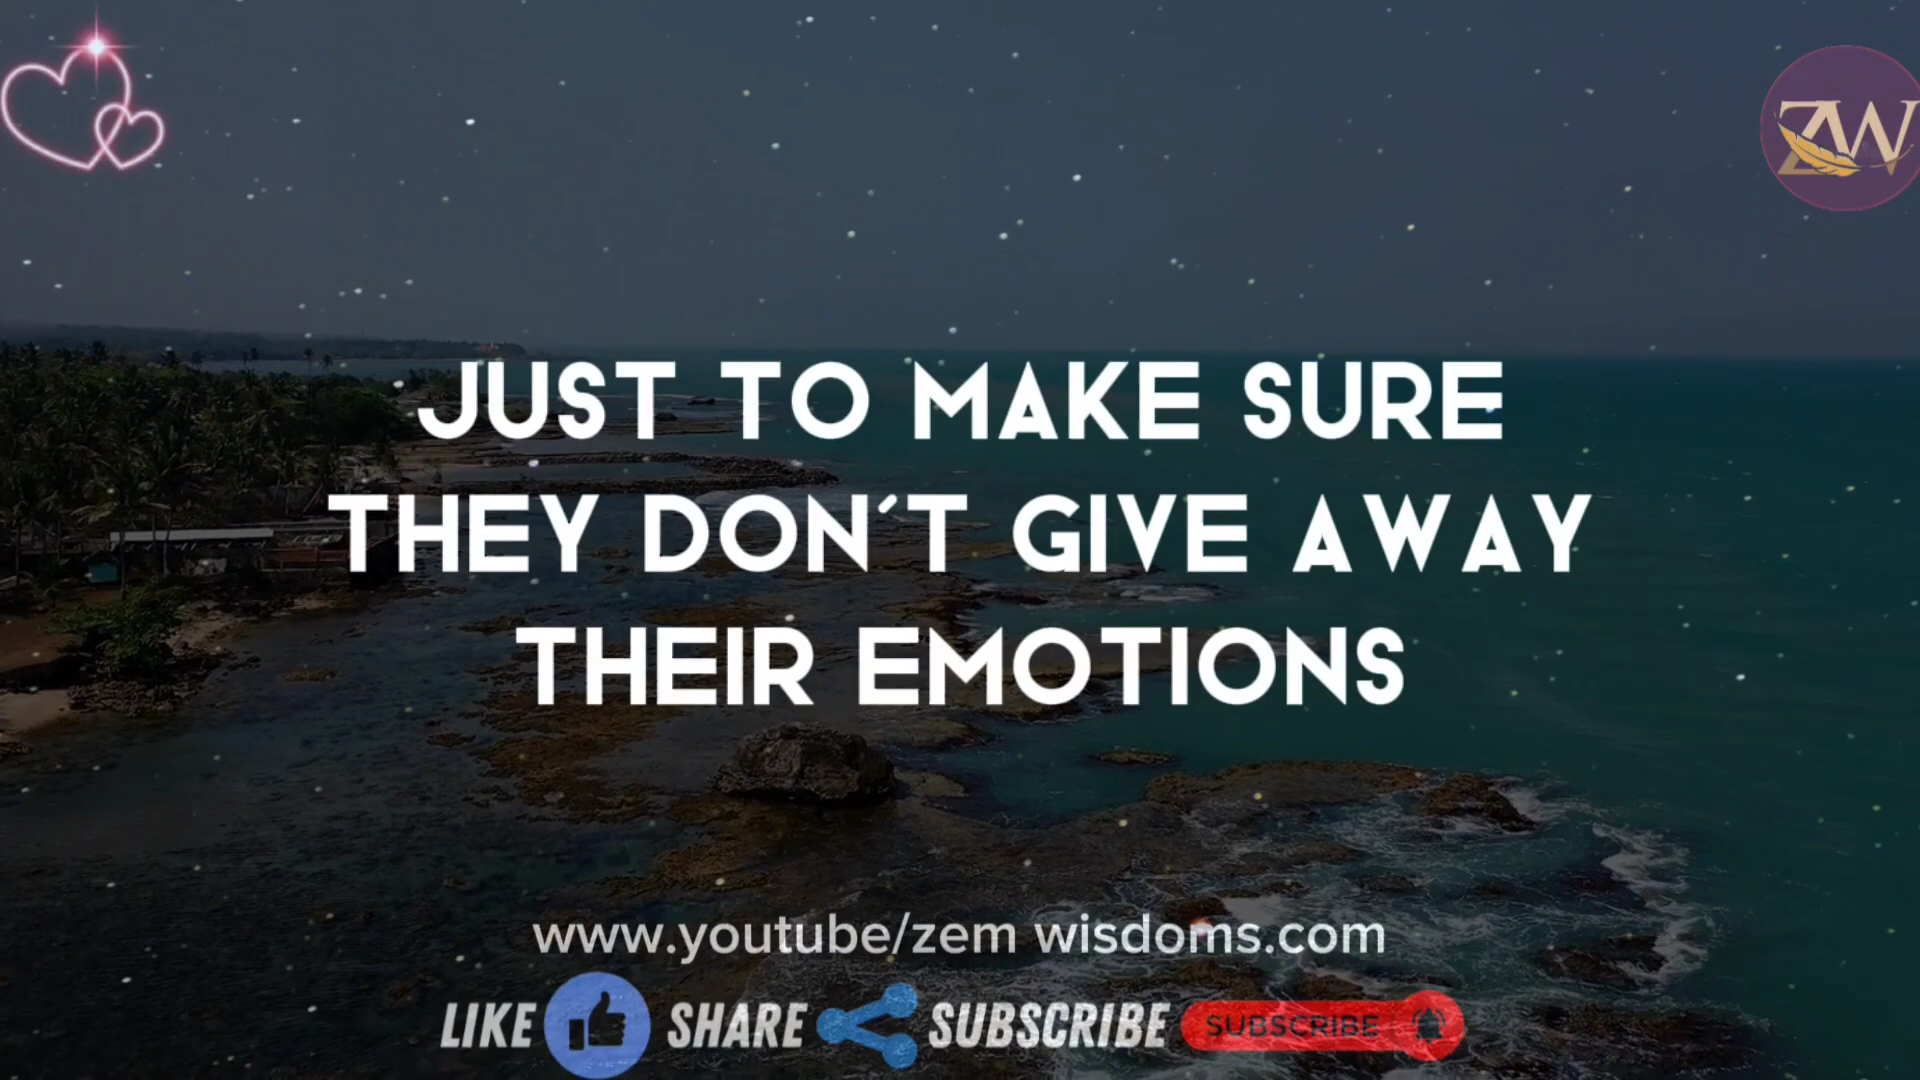 ZW
JUST TO MAKE SURE
THEY DON'T GIVE AWAY
THEIR EMOTIONS
www.youtube/zem wisdoms.com
LIKE SHARE SUBSCRIBE SUBSCRIBE